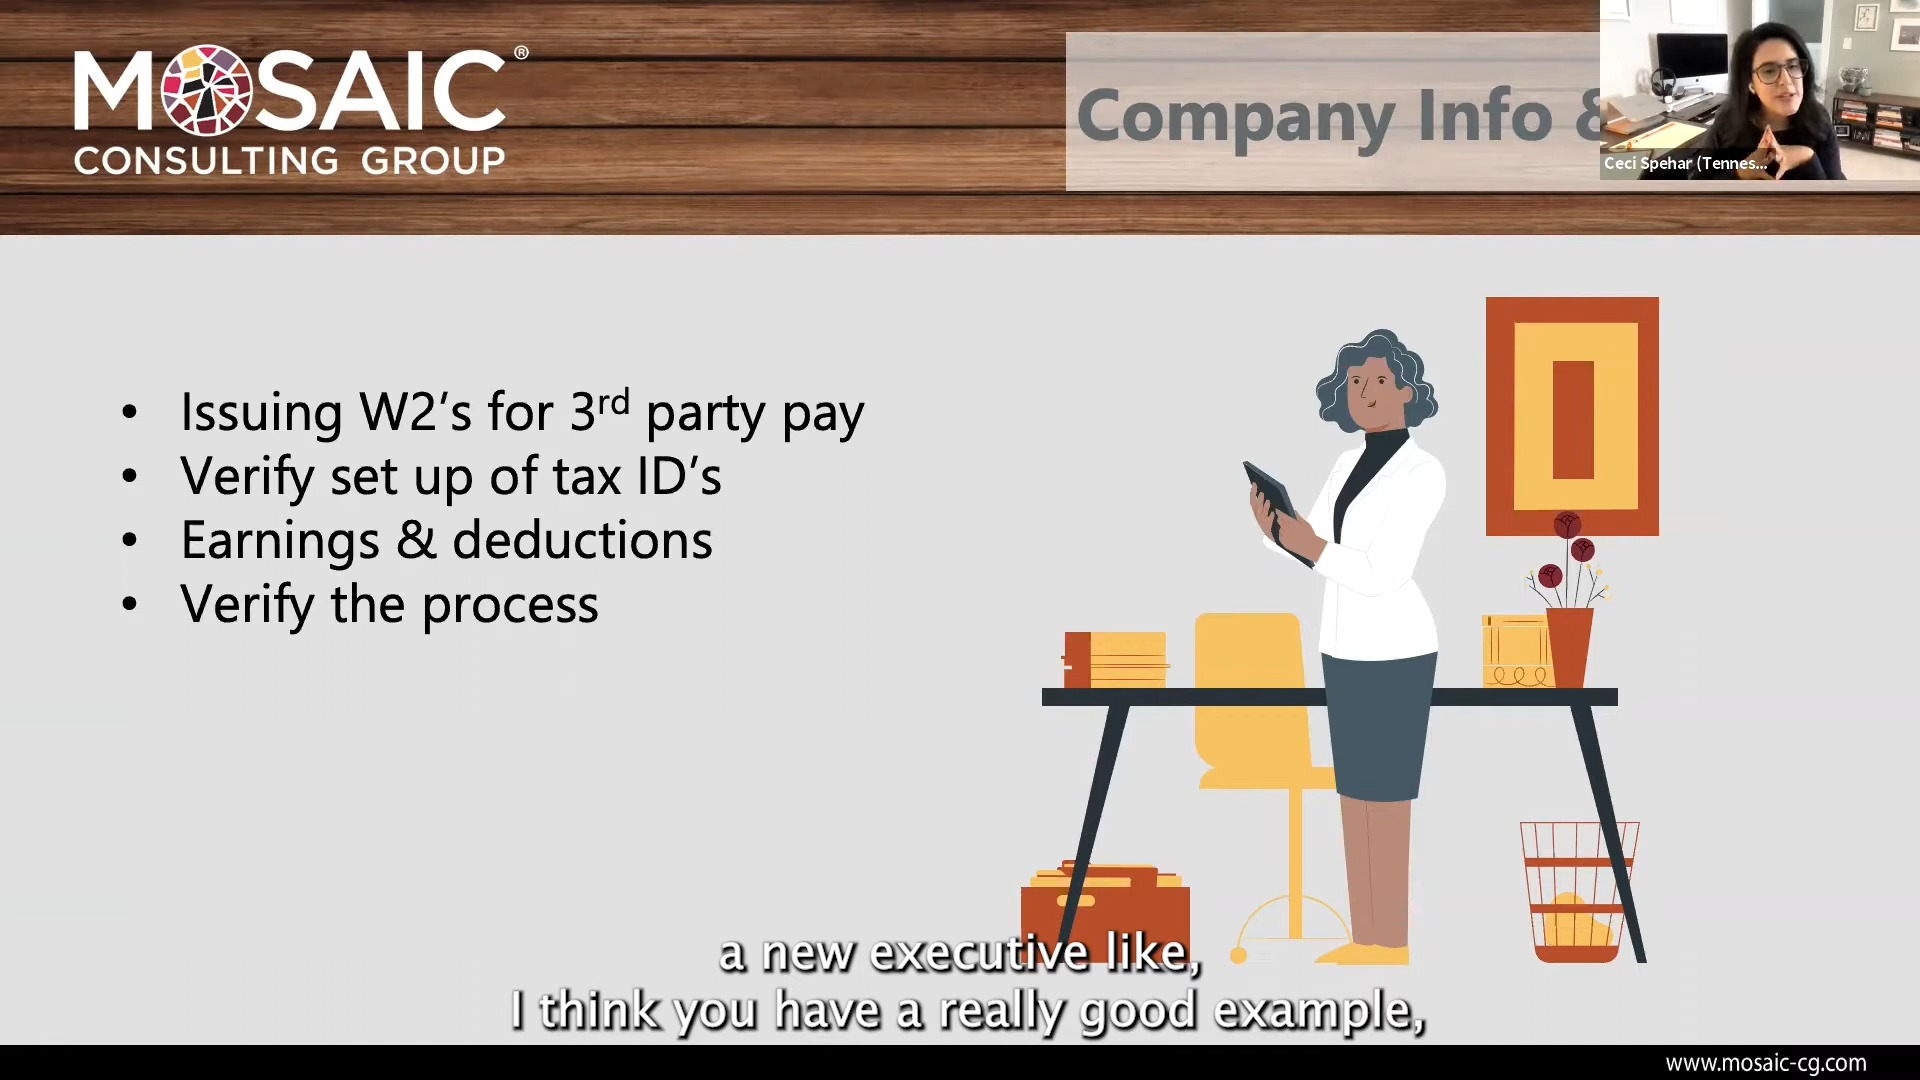 MOSAIC®
CONSULTING GROUP
Company Info &
Ceci Spehar (Tennes...
• Issuing W2’s for 3rd party pay
• Verify set up of tax ID’s
• Earnings & deductions
• Verify the process
a new executive like,
I think you have a really good example,
www.mosaic-cg.com